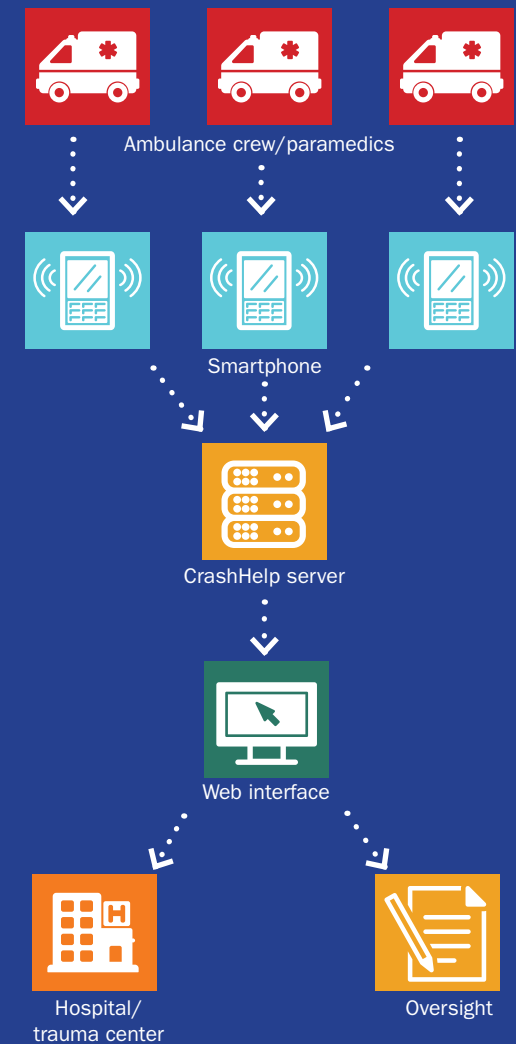 Ambulance crew/paramedics
Smartphone
CrashHelp server
Web interface
H
Hospital/
trauma center
Oversight